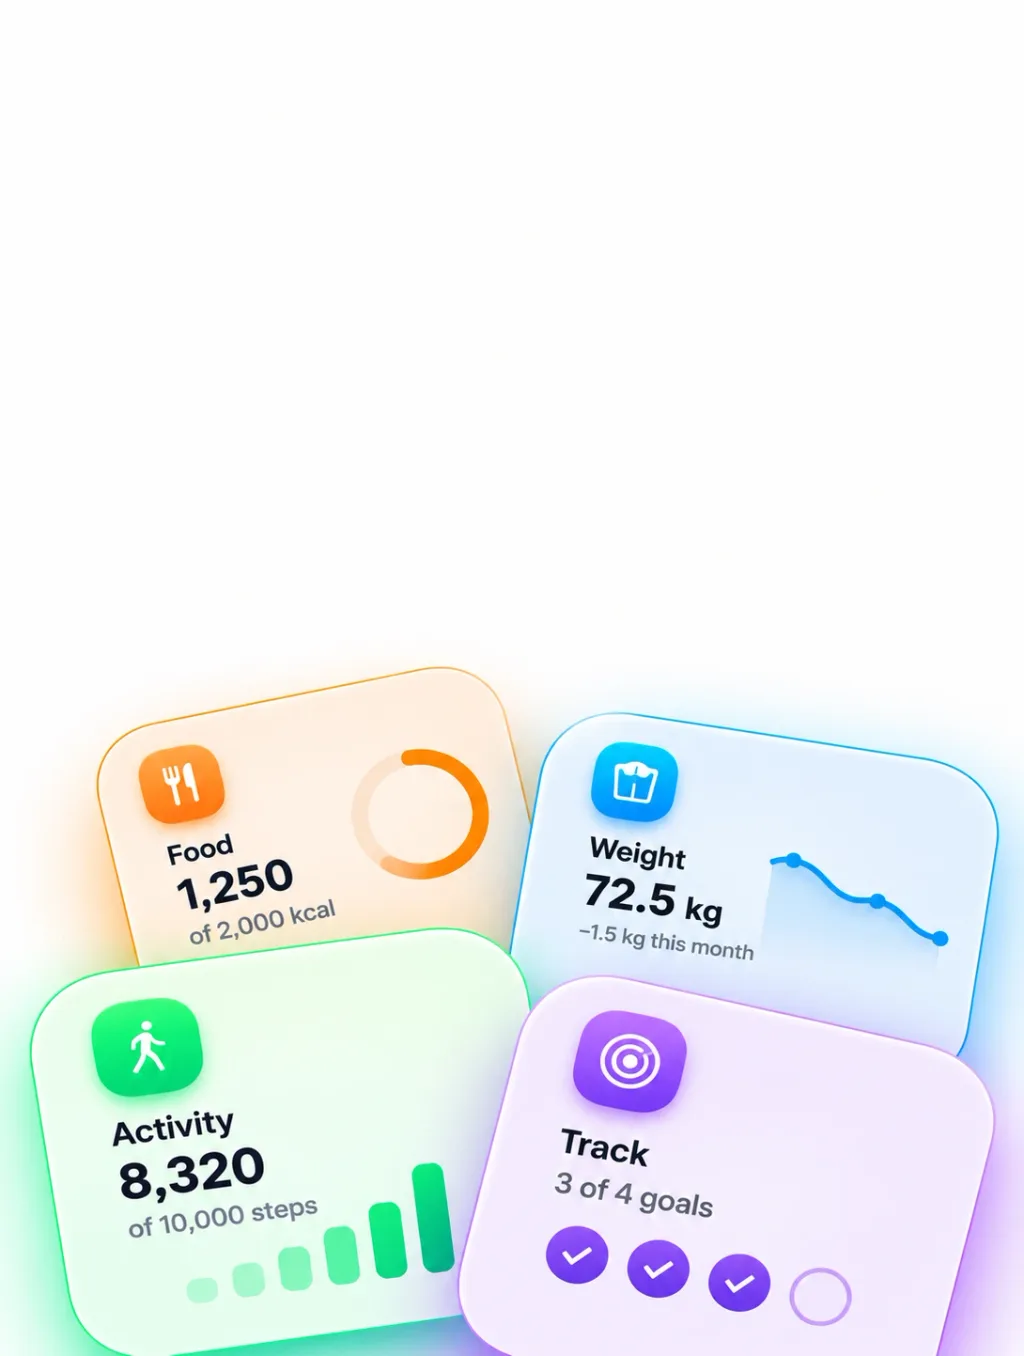 Food
1,250
of 2,000 kcal
Weight
72.5 kg
−1.5 kg this month
Activity
8,320
of 10,000 steps
Track
3 of 4 goals